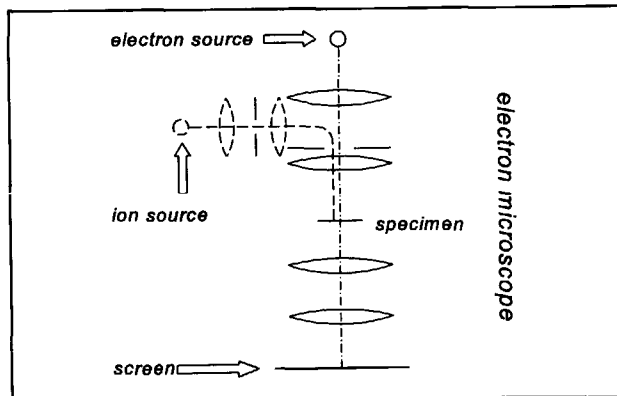 electron source
ion source
specimen
screen
electron microscope